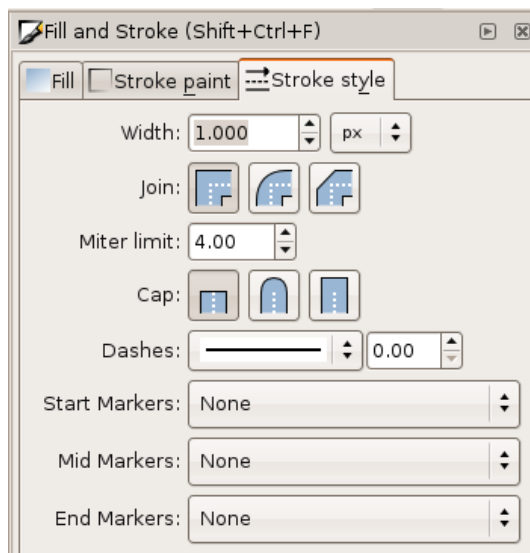 Fill and Stroke (Shift+Ctrl+F)
Fill Stroke paint Stroke style
Width: 1.000 px
Join:
Miter limit: 4.00
Cap:
Dashes: 0.00
Start Markers: None
Mid Markers: None
End Markers: None